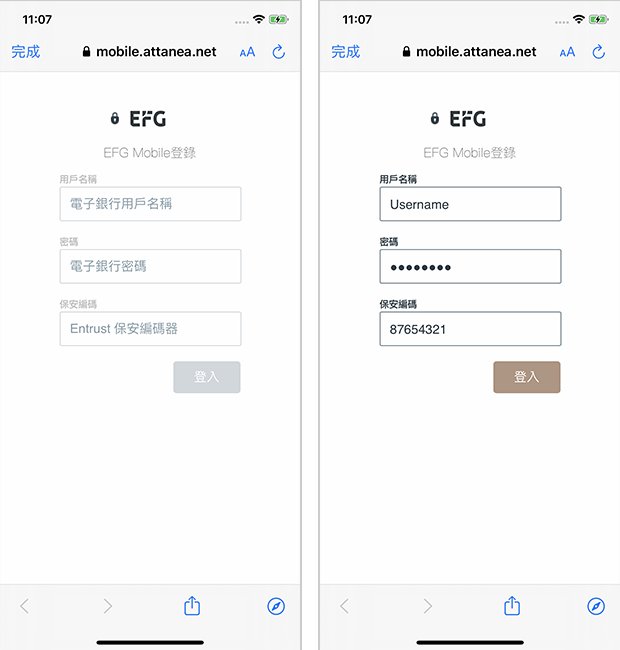 11:07
完成
mobile.attanea.net
AA
EFG
EFG Mobile登錄
用戶名稱
電子銀行用戶名稱
密碼
電子銀行密碼
保安編碼
Entrust 保安編碼器
登入
11:07
完成
mobile.attanea.net
AA
EFG
EFG Mobile登錄
用戶名稱
Username
密碼
●●●●●●●●
保安編碼
87654321
登入